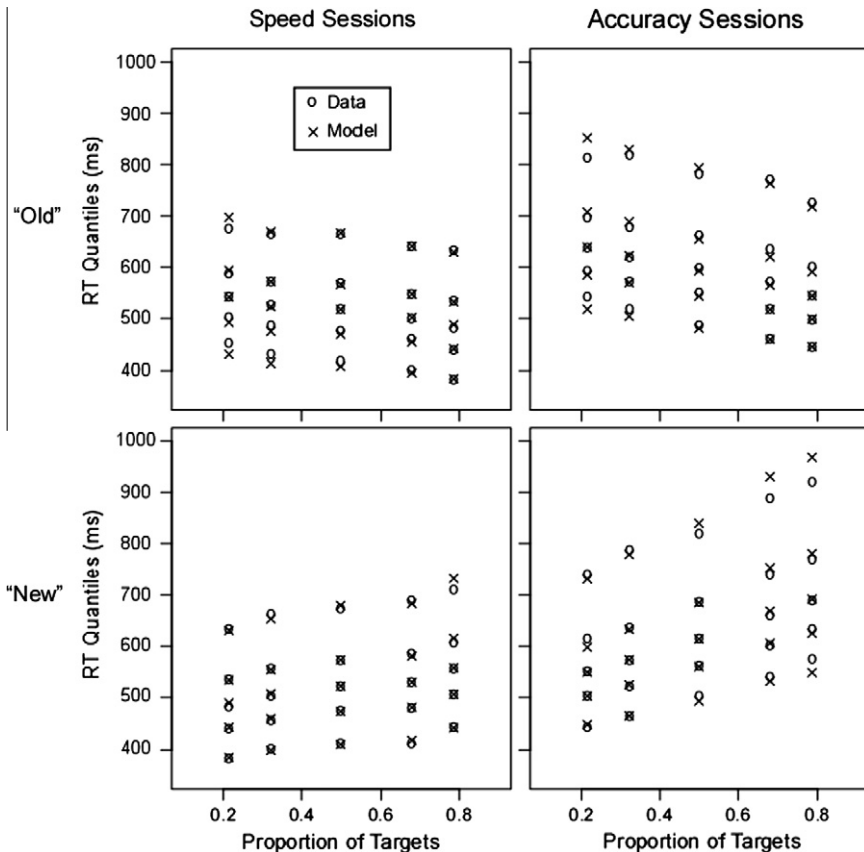 Speed Sessions
Accuracy Sessions
"Old"
RT Quantiles (ms)
1000
900
800
700
600
500
400
o Data
× Model
"New"
RT Quantiles (ms)
1000
900
800
700
600
500
400
0.2 0.4 0.6 0.8
Proportion of Targets
0.2 0.4 0.6 0.8
Proportion of Targets